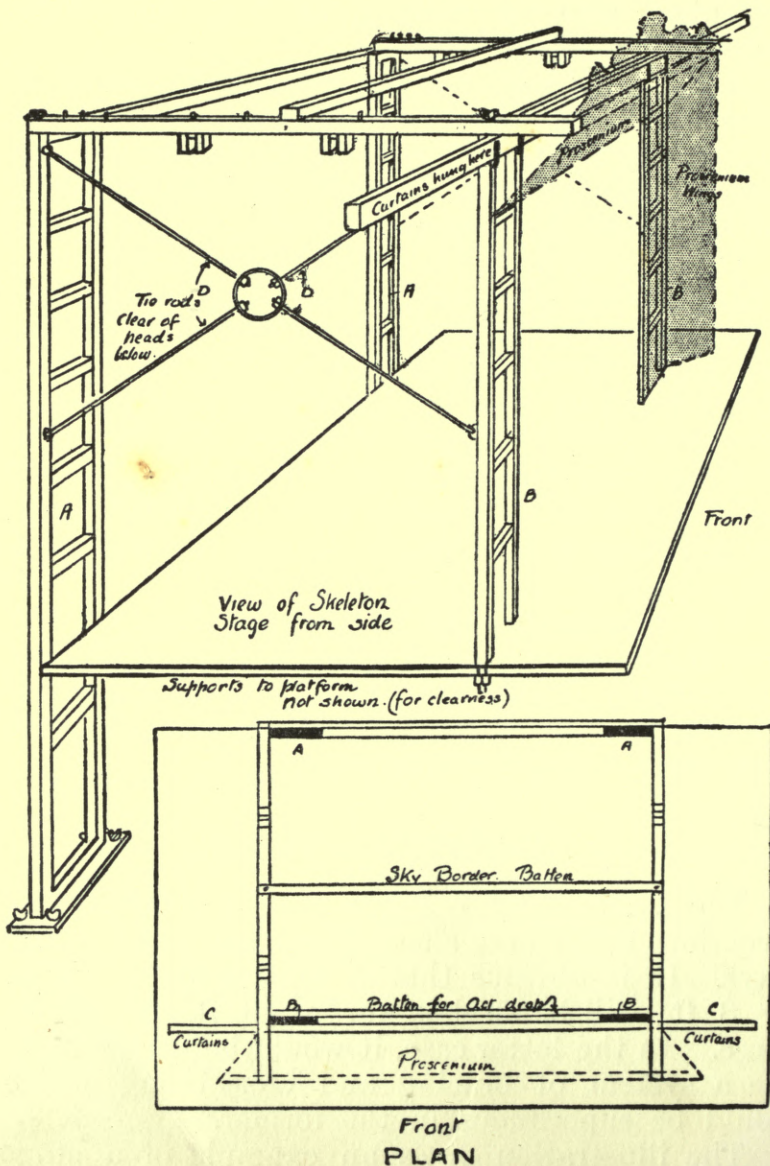 Curtains hung here
Proscenium
Proscenium
Wings
A
B
D
D
Tie rods
Clear of
heads
below.
A
B
Front
View of Skeleton
Stage from side
Supports to platform
not shown. (for clearness)
A
A
Sky Border. Batten
B
Batten for Act drop
B
C
C
Curtains
Curtains
Proscenium
Front
PLAN